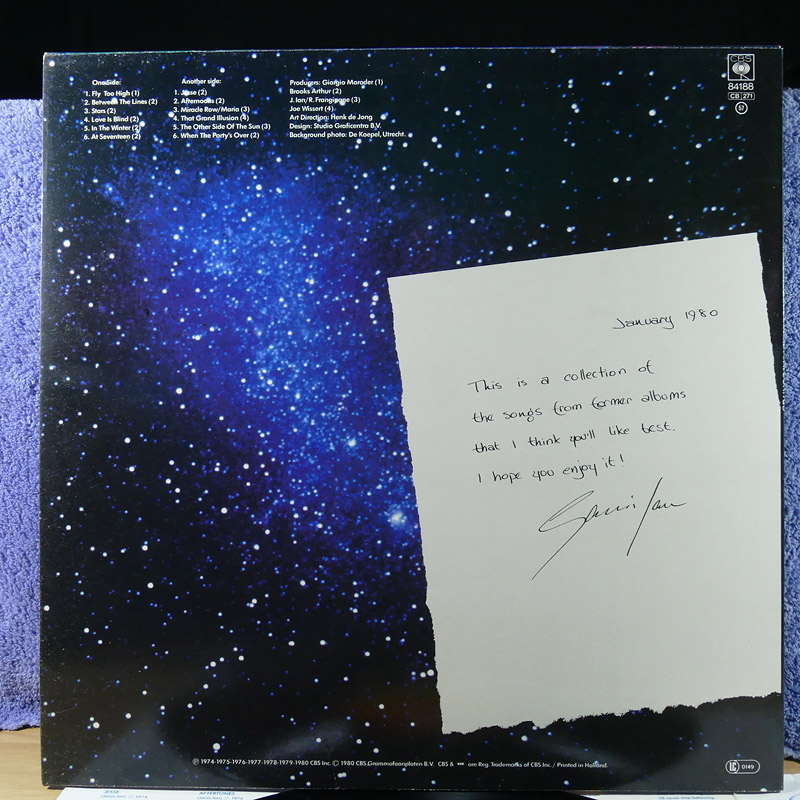 One Side:
1. Fly Too High (1)
2. Between The Lines (2)
3. Stars (2)
4. Love Is Blind (2)
5. In The Winter (2)
6. At Seventeen (2)
Another side:
1. Jesse (2)
2. Aftertones (2)
3. Miracle Row/Maria (3)
4. That Grand Illusion (4)
5. The Other Side Of The Sun (3)
6. When The Party's Over (2)
Producers: Giorgio Moroder (1)
Brooks Arthur (2)
J. Ian/R. Frangipane (3)
Joe Wissert (4)
Art Direction: Henk de Jong
Design: Studio Graficentra B.V.
Background photo: De Koepel, Utrecht.
CBS
84188
CB 271
57
January 1980
This is a collection of
the songs from former albums
that I think you'll like best.
I hope you enjoy it!
Janis Ian
℗ 1974-1975-1976-1977-1978-1979-1980 CBS Inc. © 1980 CBS Grammofoonplaten B.V. CBS & are Reg. Trademarks of CBS Inc. / Printed in Holland.
LC 0149
JESSE
AFTERTONES